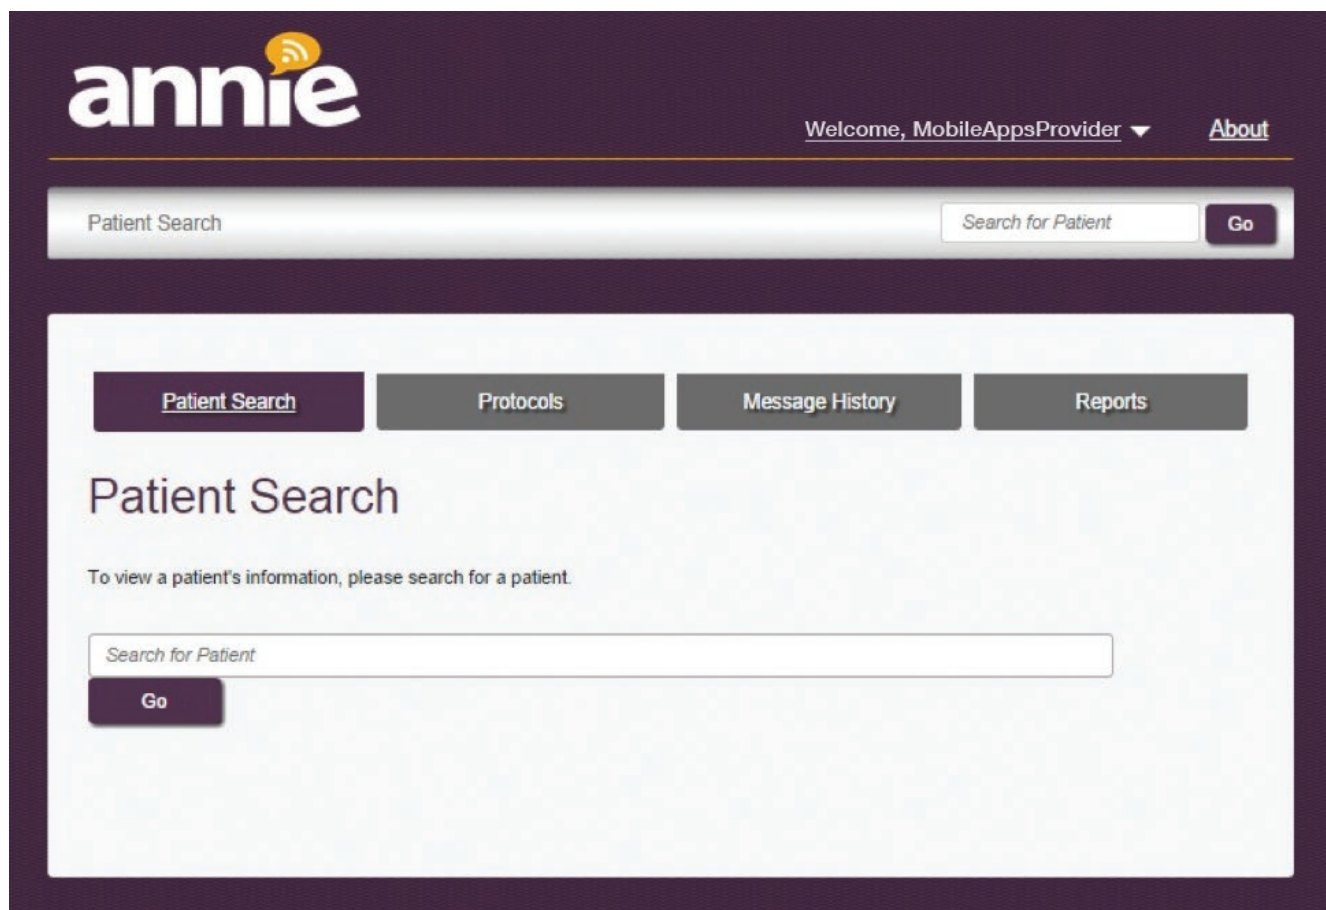 annie
Welcome, MobileAppsProvider About
Patient Search Search for Patient Go
Patient Search Protocols Message History Reports
Patient Search
To view a patient's information, please search for a patient.
Search for Patient
Go